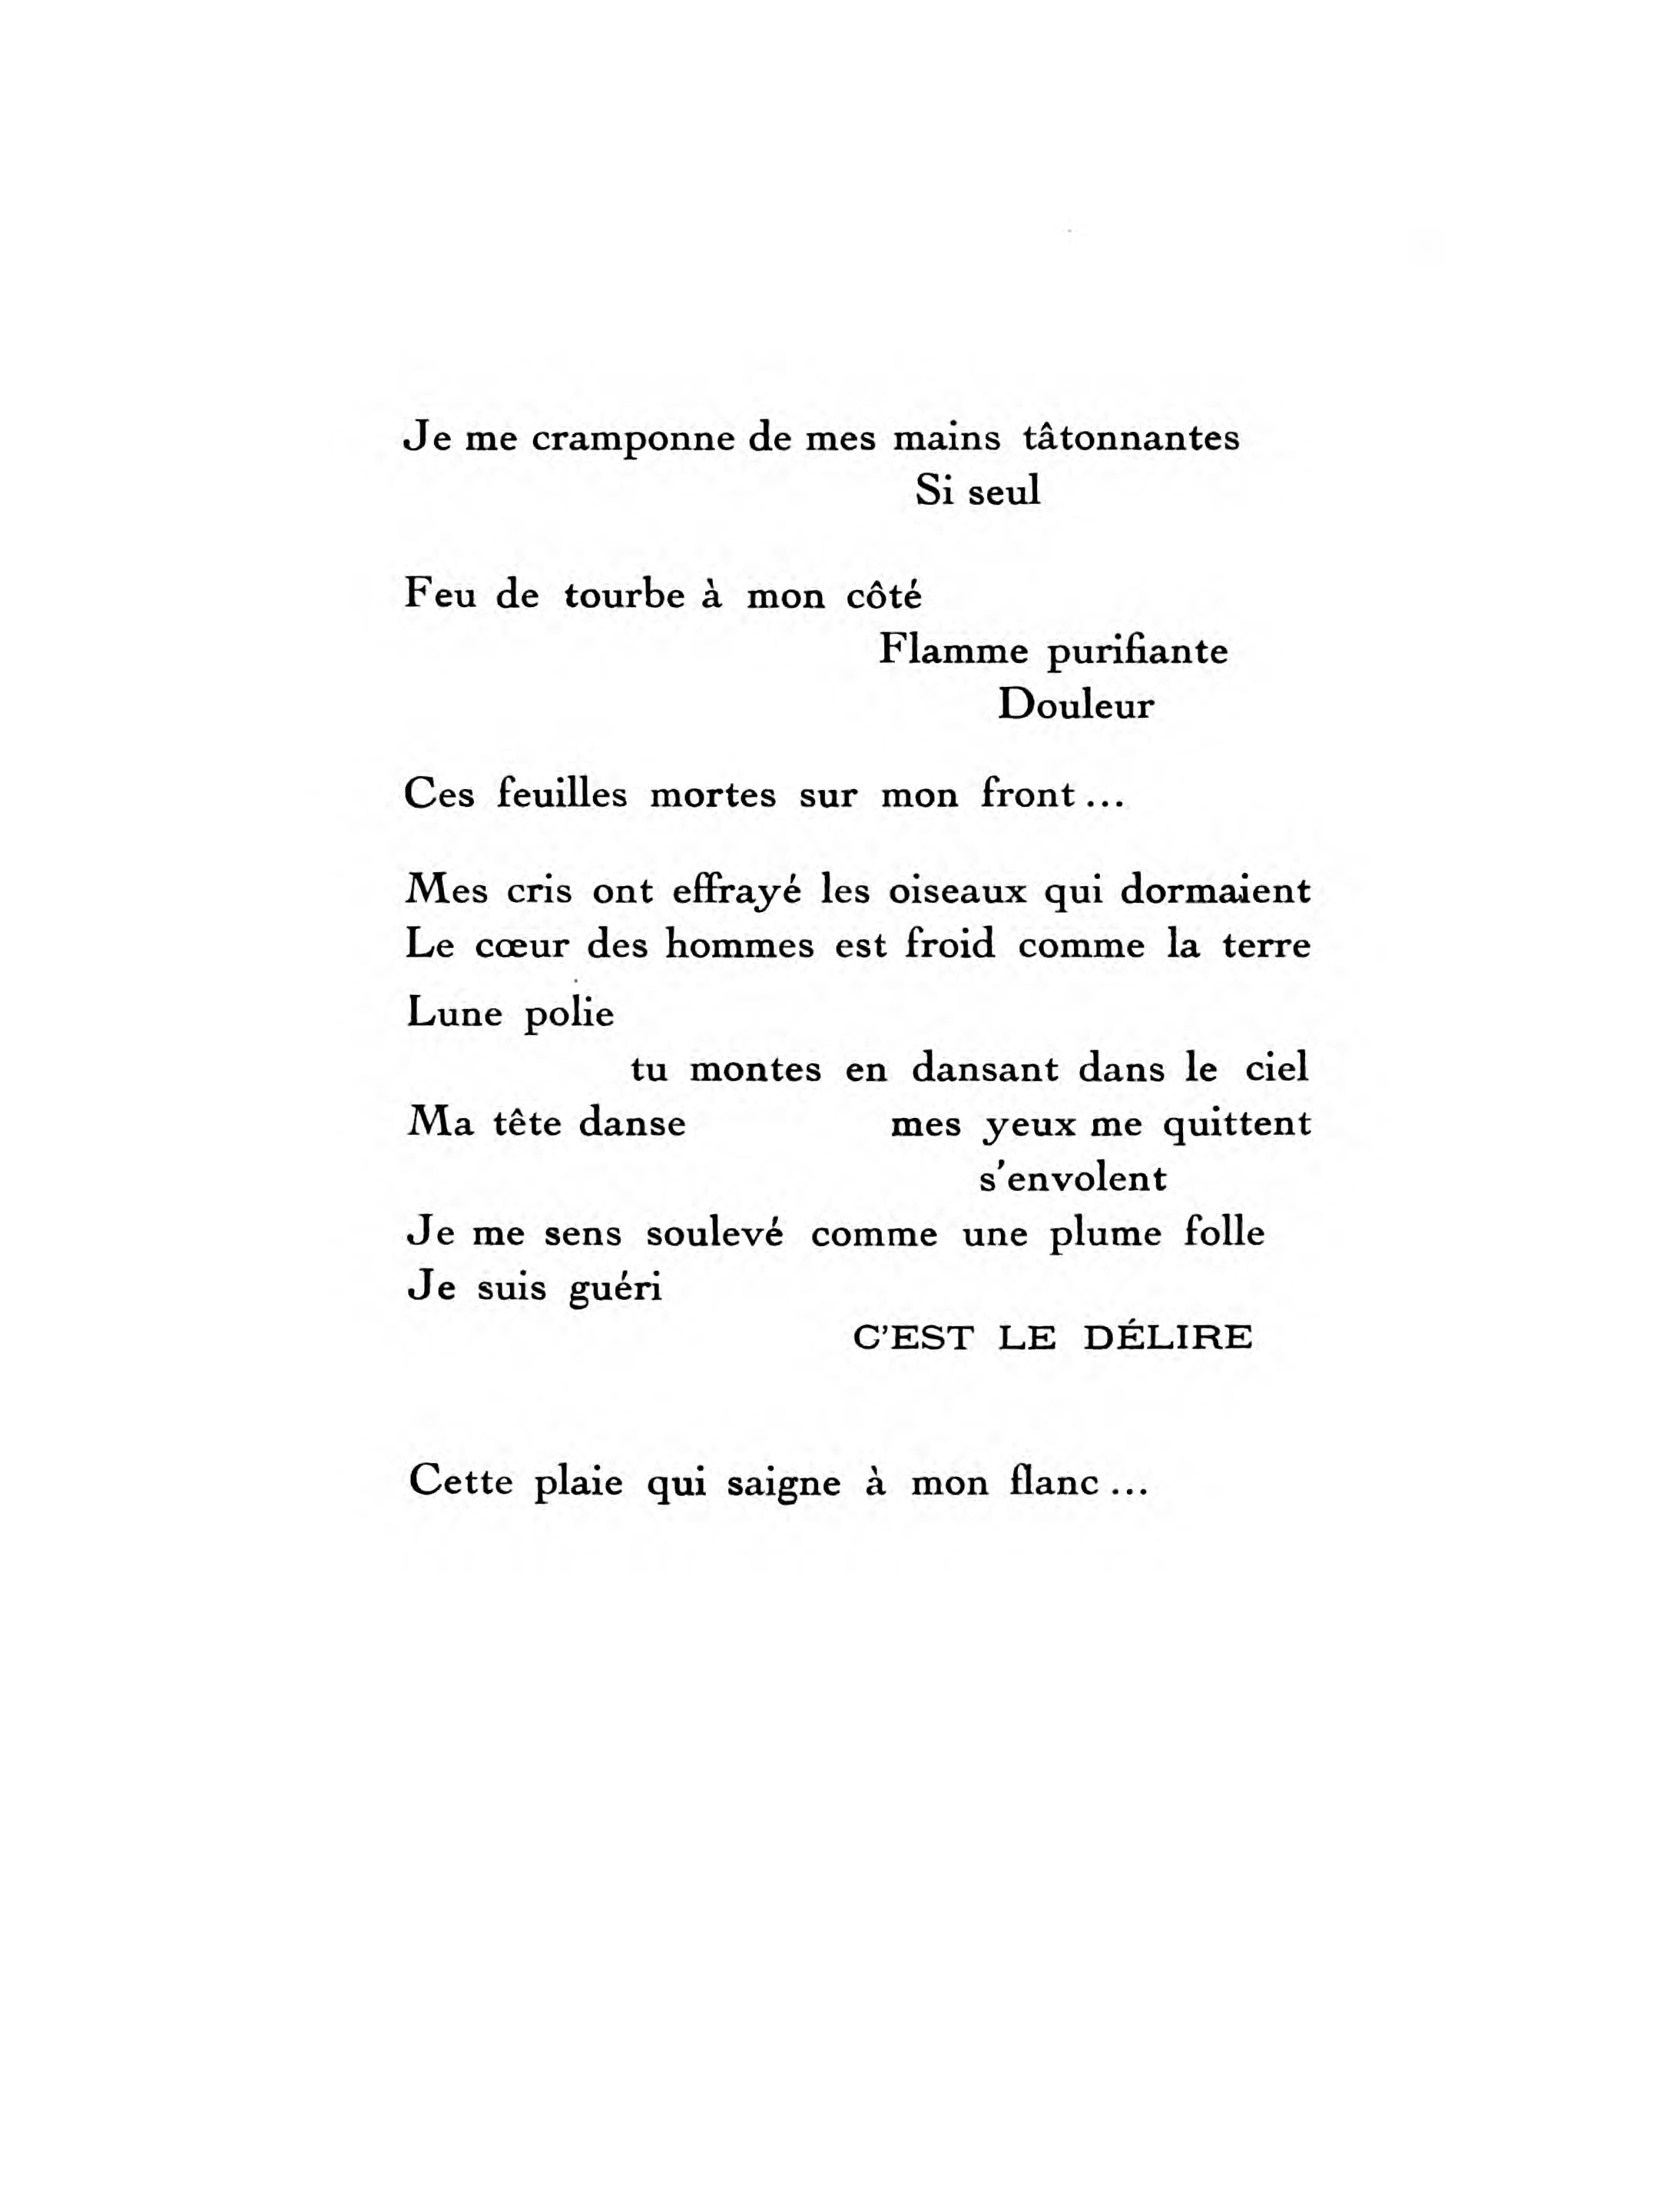 Je me cramponne de mes mains tâtonnantes
Si seul
Feu de tourbe à mon côté
Flamme purifiante
Douleur
Ces feuilles mortes sur mon front...
Mes cris ont effrayé les oiseaux qui dormaient
Le cœur des hommes est froid comme la terre
Lune polie
tu montes en dansant dans le ciel
Ma tête danse mes yeux me quittent
s'envolent
Je me sens soulevé comme une plume folle
Je suis guéri
C'EST LE DÉLIRE
Cette plaie qui saigne à mon flanc...